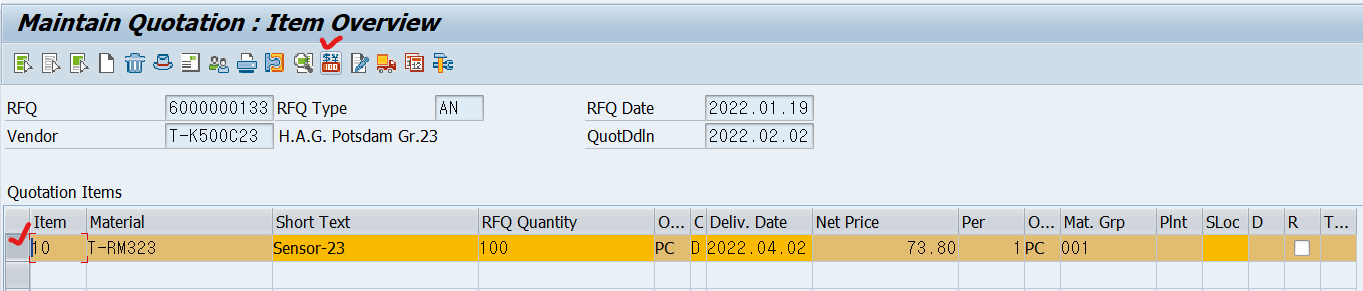 Maintain Quotation : Item Overview
RFQ 6000000133 RFQ Type AN RFQ Date 2022.01.19
Vendor T-K500C23 H.A.G. Potsdam Gr.23 QuotDdln 2022.02.02
Quotation Items
Item Material Short Text RFQ Quantity O... C Deliv. Date Net Price Per O... Mat. Grp Plnt SLoc D R T...
10 T-RM323 Sensor-23 100 PC D 2022.04.02 73.80 1 PC 001